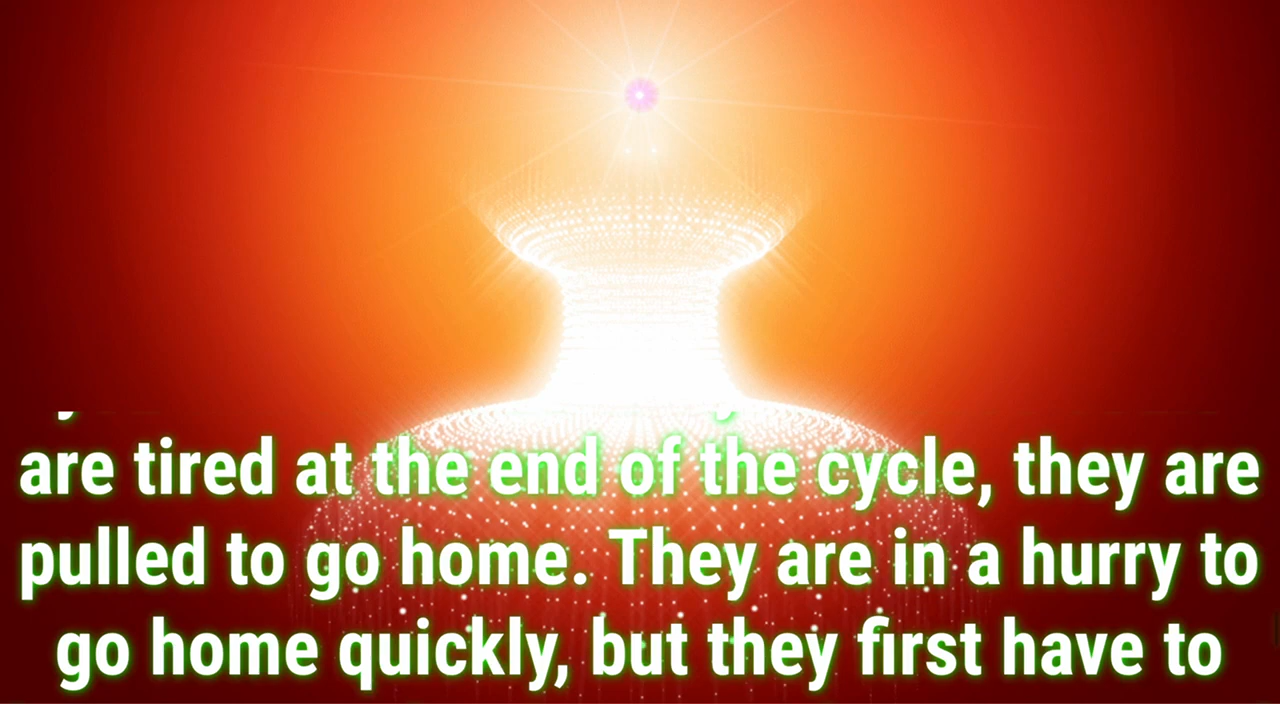 are tired at the end of the cycle, they are
pulled to go home. They are in a hurry to
go home quickly, but they first have to